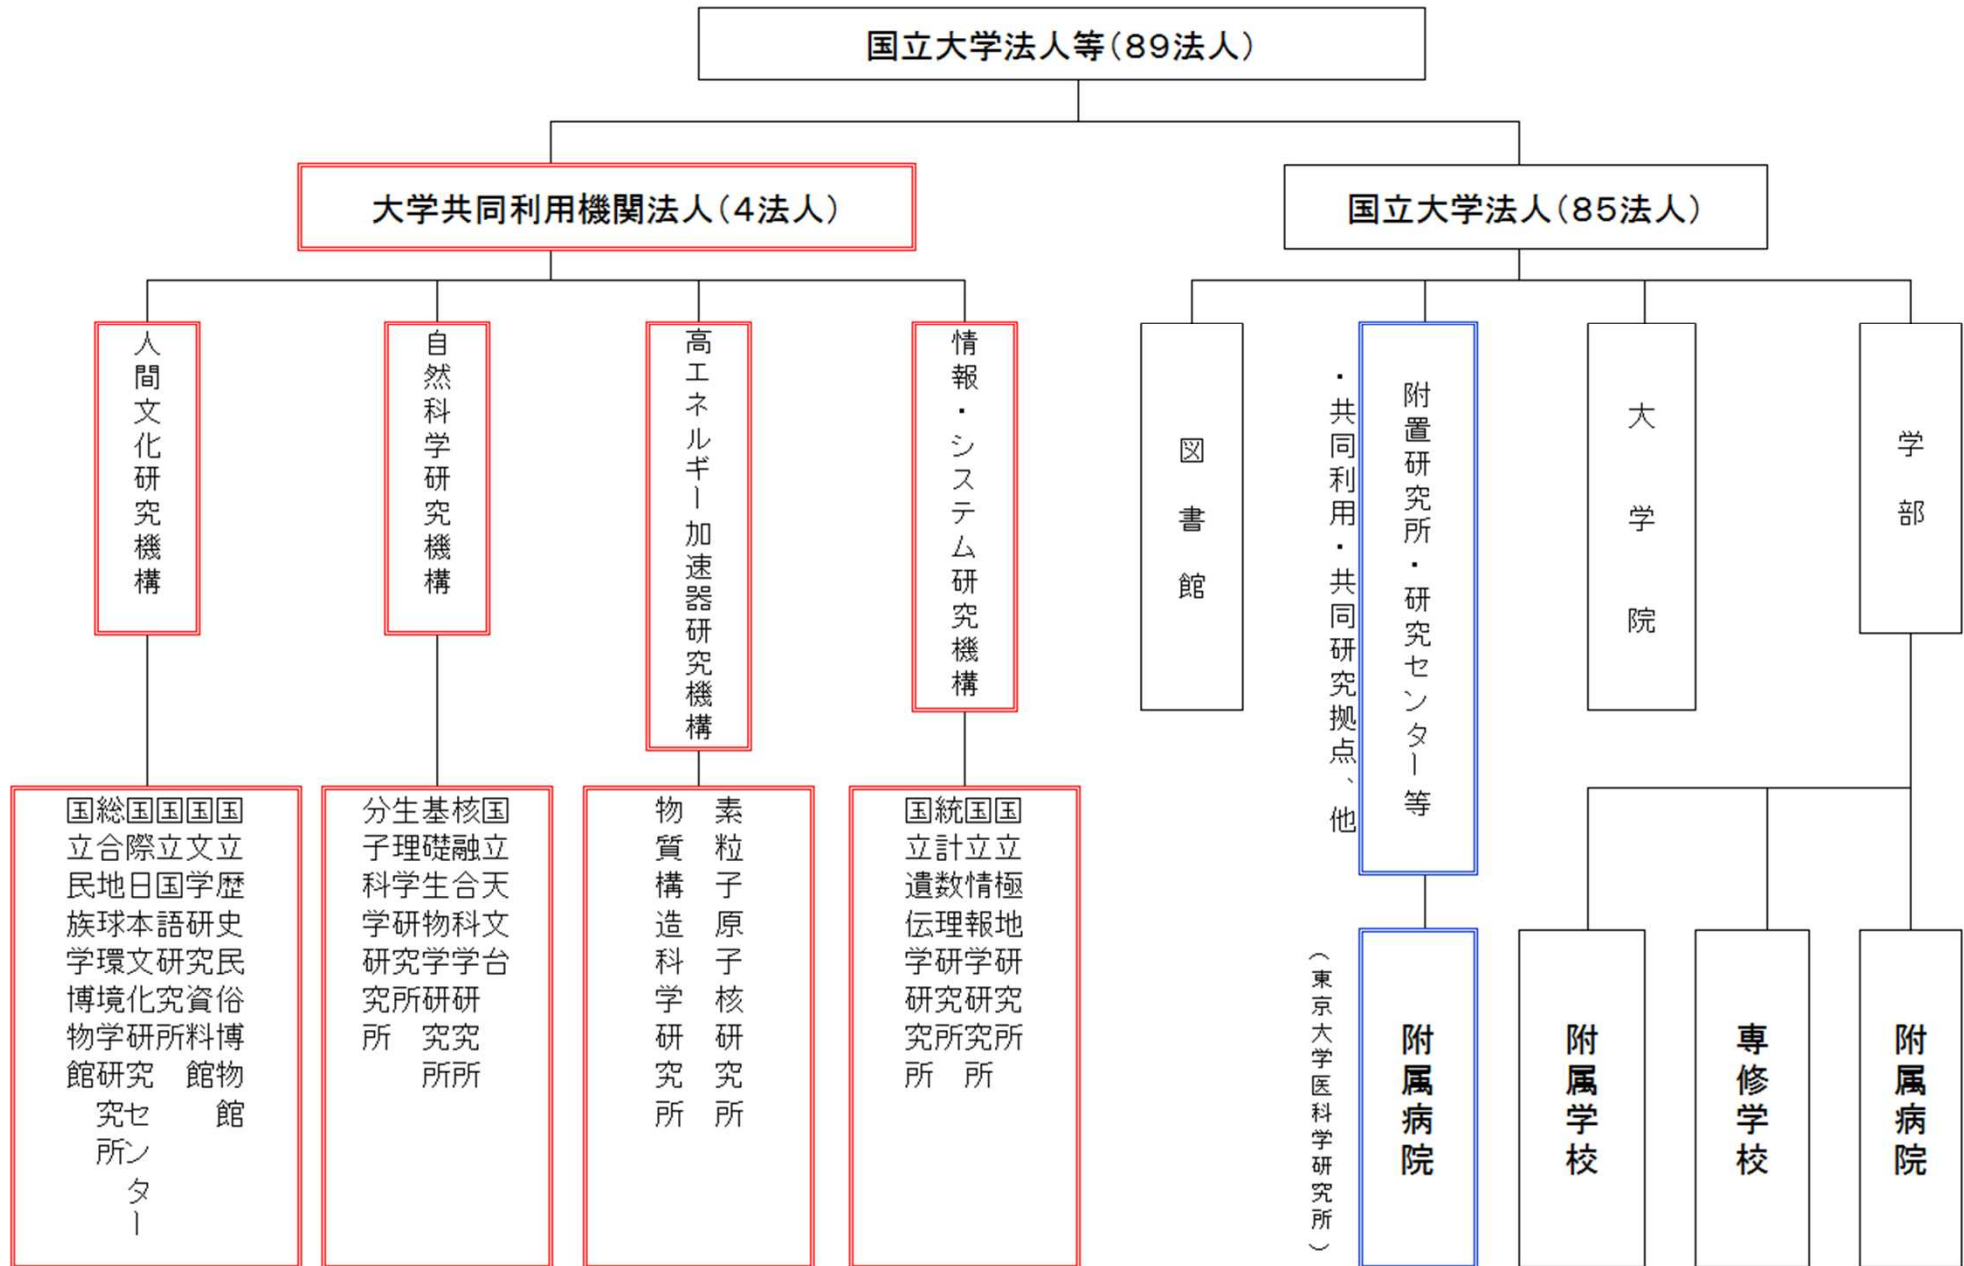 国立大学法人等（89法人）
大学共同利用機関法人（4法人）
国立大学法人（85法人）
人間文化研究機構
自然科学研究機構
高エネルギー加速器研究機構
情報・システム研究機構
図書館
附置研究所・研究センター等
・共同利用・共同研究拠点、他
大学院
学部
国立歴史民俗博物館
国文学研究資料館
国立国語研究所
国際日本文化研究センター
総合地球環境学研究所
国立民族学博物館
国立天文台
核融合科学研究所
基礎生物学研究所
生理学研究所
分子科学研究所
素粒子原子核研究所
物質構造科学研究所
国立極地研究所
国立情報学研究所
統計数理研究所
国立遺伝学研究所
附属病院
（東京大学医科学研究所）
附属学校
専修学校
附属病院